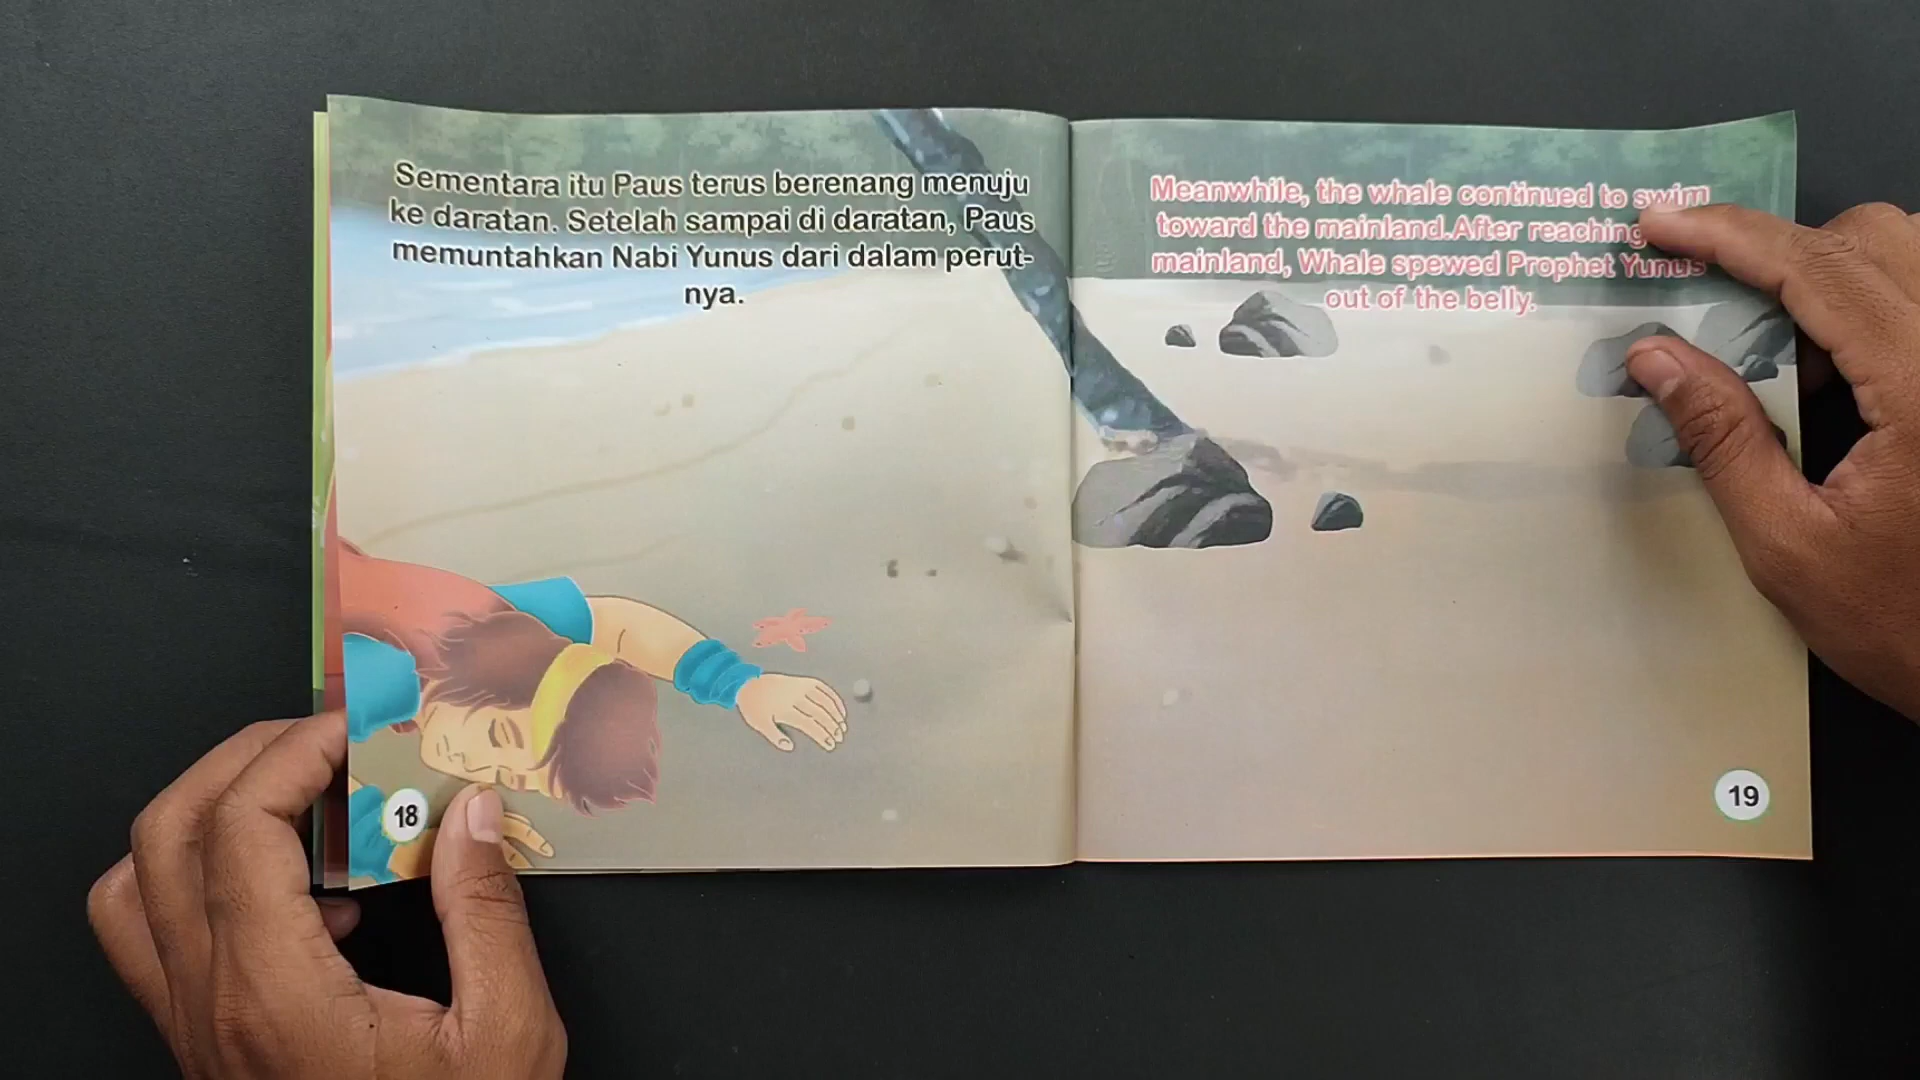 Sementara itu Paus terus berenang menuju
ke daratan. Setelah sampai di daratan, Paus
memuntahkan Nabi Yunus dari dalam perut-
nya.
18
Meanwhile, the whale continued to swim
toward the mainland.After reaching
mainland, Whale spewed Prophet Yunus
out of the belly.
19